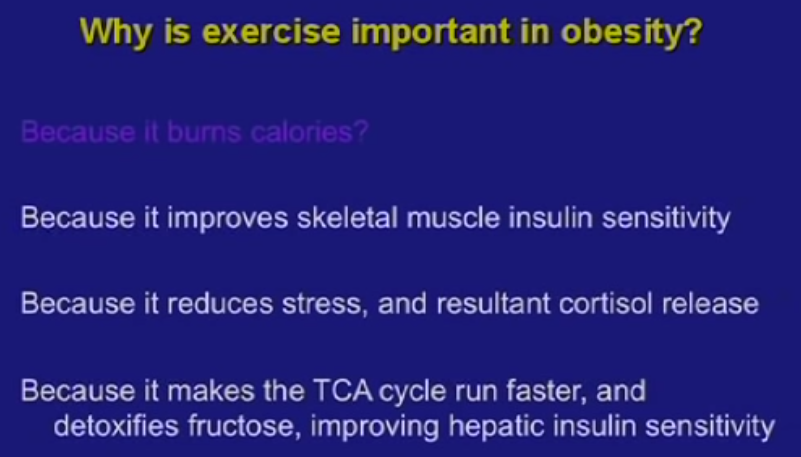 Why is exercise important in obesity?
Because it burns calories?
Because it improves skeletal muscle insulin sensitivity
Because it reduces stress, and resultant cortisol release
Because it makes the TCA cycle run faster, and
detoxifies fructose, improving hepatic insulin sensitivity